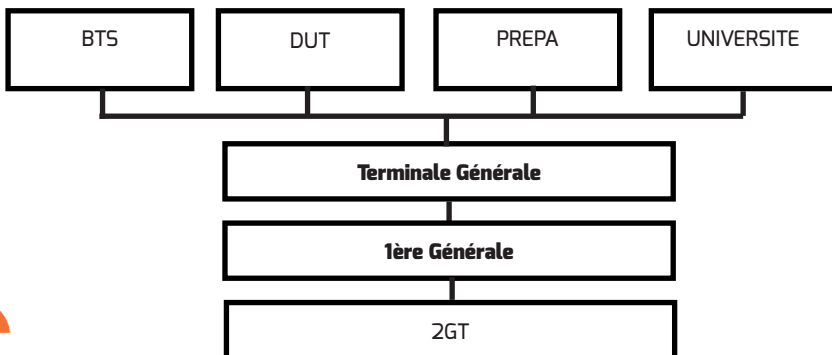 BTS
DUT
PREPA
UNIVERSITE
Terminale Générale
1ère Générale
2GT